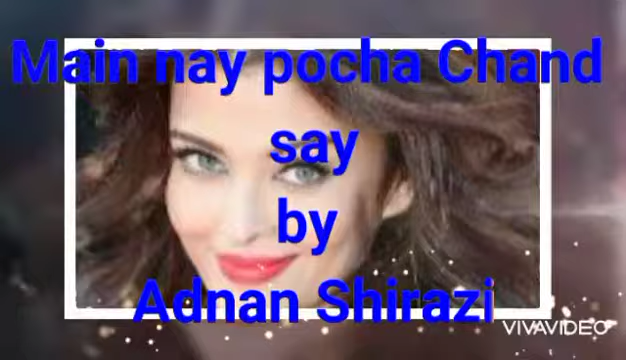 Main nay pocha Chand
say
by
Adnan Shirazi
VIVAVIDEO